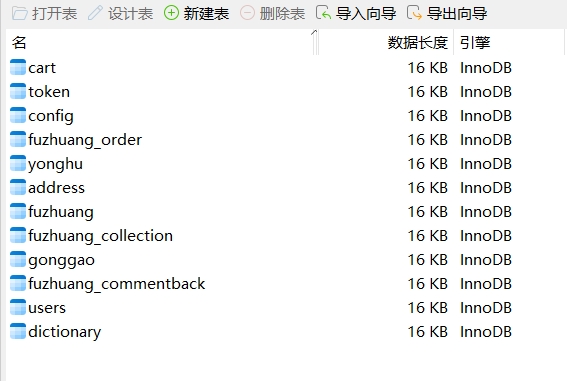 打开表 设计表 新建表 删除表 导入向导 导出向导
名 数据长度 引擎
cart 16 KB InnoDB
token 16 KB InnoDB
config 16 KB InnoDB
fuzhuang_order 16 KB InnoDB
yonghu 16 KB InnoDB
address 16 KB InnoDB
fuzhuang 16 KB InnoDB
fuzhuang_collection 16 KB InnoDB
gonggao 16 KB InnoDB
fuzhuang_commentback 16 KB InnoDB
users 16 KB InnoDB
dictionary 16 KB InnoDB